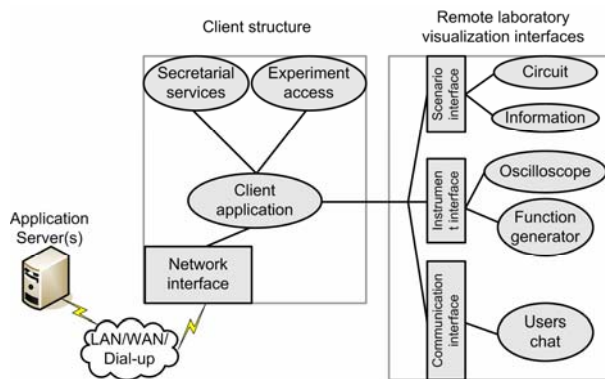 Client structure
Remote laboratory
visualization interfaces
Secretarial
services
Experiment
access
Client
application
Network
interface
Application
Server(s)
LAN/WAN/
Dial-up
Scenario
interface
Circuit
Information
Instrumen
t interface
Oscilloscope
Function
generator
Communication
interface
Users
chat